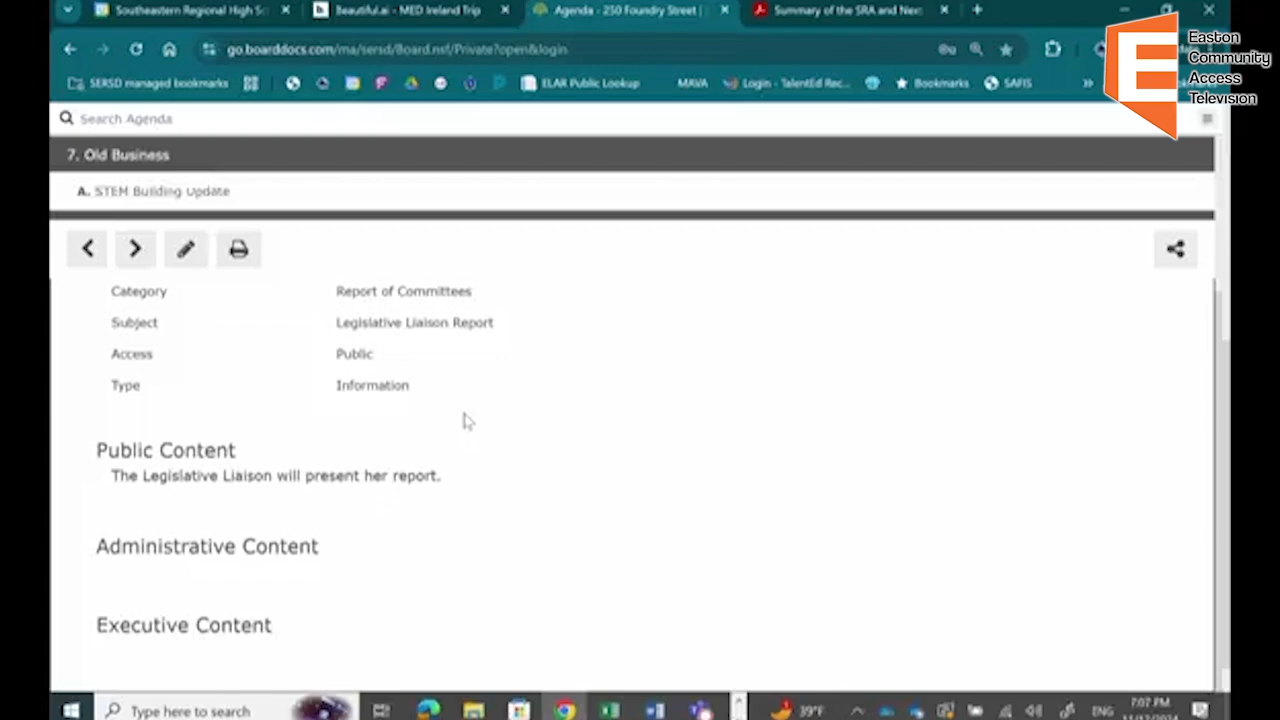 Southeastern Regional High Sc
Beautiful.ai - MED Ireland Trip
Agenda - 250 Foundry Street |
Summary of the SRA and Next
go.boarddocs.com/ma/sersd/Board.nsf/Private?open&login
SERSD managed bookmarks
ELAR Public Lookup
MAVA
Login - TalentEd Rec...
Bookmarks
SAFIS
E
Easton
Community
Access
Television
Search Agenda
7. Old Business
A. STEM Building Update
Category Report of Committees
Subject Legislative Liaison Report
Access Public
Type Information
Public Content
The Legislative Liaison will present her report.
Administrative Content
Executive Content
Type here to search
39°F
ENG
7:07 PM